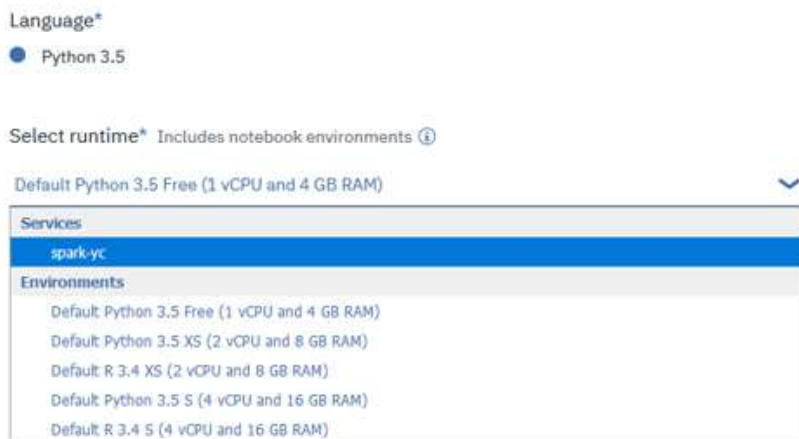 Language*
Python 3.5
Select runtime* Includes notebook environments
Default Python 3.5 Free (1 vCPU and 4 GB RAM)
Services
spark-yc
Environments
Default Python 3.5 Free (1 vCPU and 4 GB RAM)
Default Python 3.5 XS (2 vCPU and 8 GB RAM)
Default R 3.4 XS (2 vCPU and 8 GB RAM)
Default Python 3.5 S (4 vCPU and 16 GB RAM)
Default R 3.4 S (4 vCPU and 16 GB RAM)